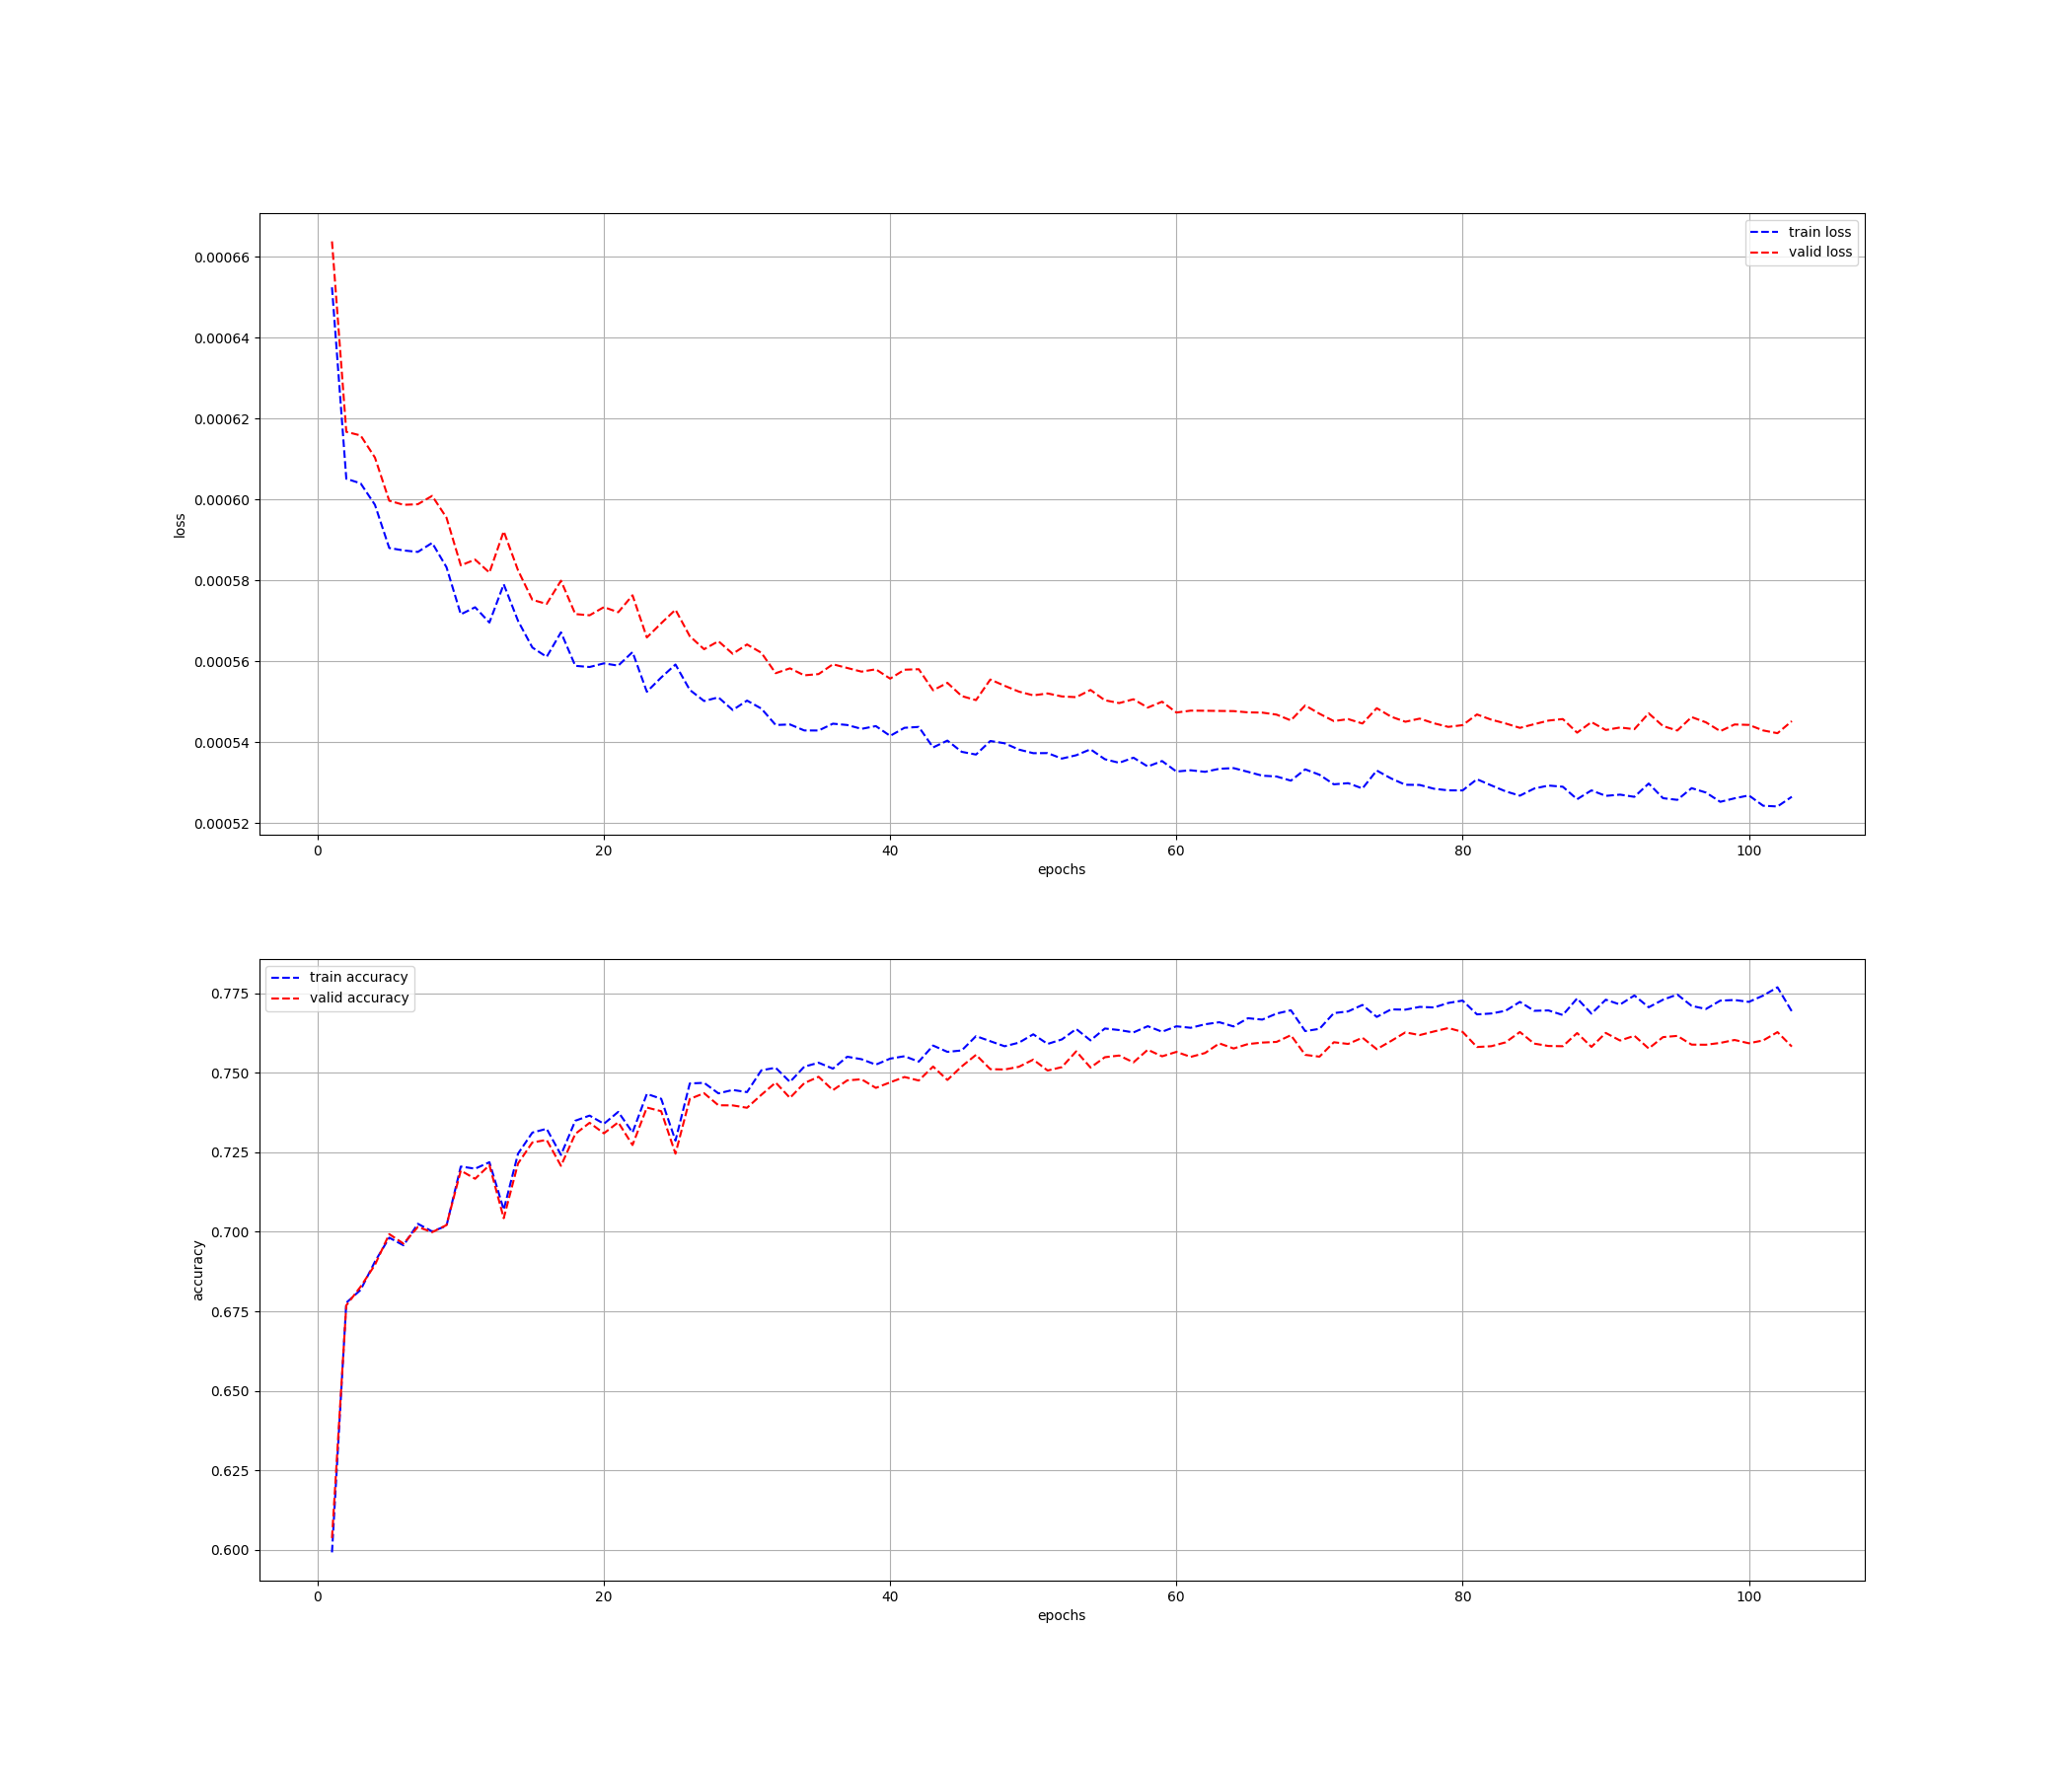 train loss
valid loss
0.00066
0.00064
0.00062
0.00060
0.00058
0.00056
0.00054
0.00052
loss
0 20 40 60 80 100
epochs
train accuracy
valid accuracy
0.775
0.750
0.725
0.700
0.675
0.650
0.625
0.600
accuracy
0 20 40 60 80 100
epochs